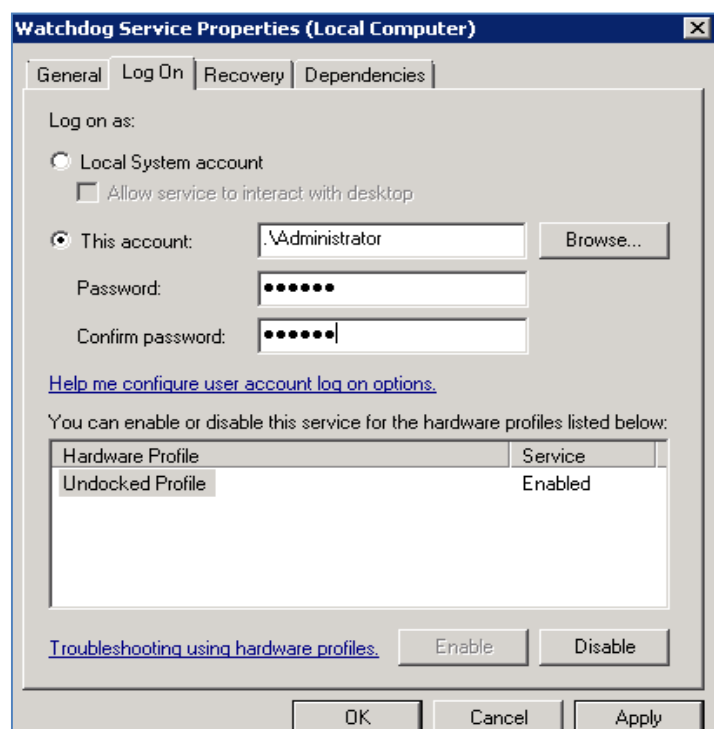 Watchdog Service Properties (Local Computer)
General Log On Recovery Dependencies
Log on as:
Local System account
Allow service to interact with desktop
This account: .\Administrator Browse...
Password: ●●●●●●
Confirm password: ●●●●●●
Help me configure user account log on options.
You can enable or disable this service for the hardware profiles listed below:
Hardware Profile Service
Undocked Profile Enabled
Troubleshooting using hardware profiles. Enable Disable
OK Cancel Apply